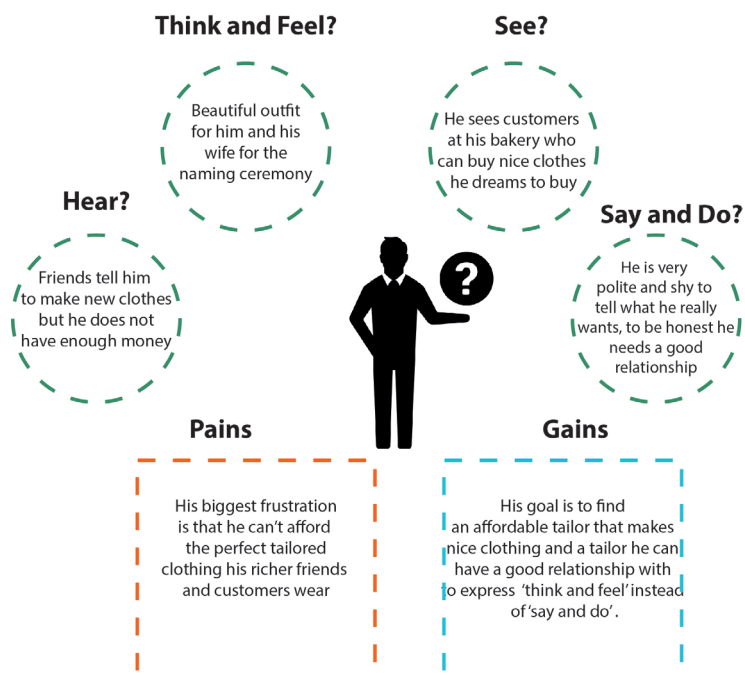 Think and Feel?
See?
Beautiful outfit
for him and his
wife for the
naming ceremony
He sees customers
at his bakery who
can buy nice clothes
he dreams to buy
Hear?
Say and Do?
Friends tell him
to make new clothes
but he does not
have enough money
?
He is very
polite and shy to
tell what he really
wants, to be honest he
needs a good
relationship
Pains
Gains
His biggest frustration
is that he can’t afford
the perfect tailored
clothing his richer friends
and customers wear
His goal is to find
an affordable tailor that makes
nice clothing and a tailor he can
have a good relationship with
to express ‘think and feel’ instead
of ‘say and do’ .